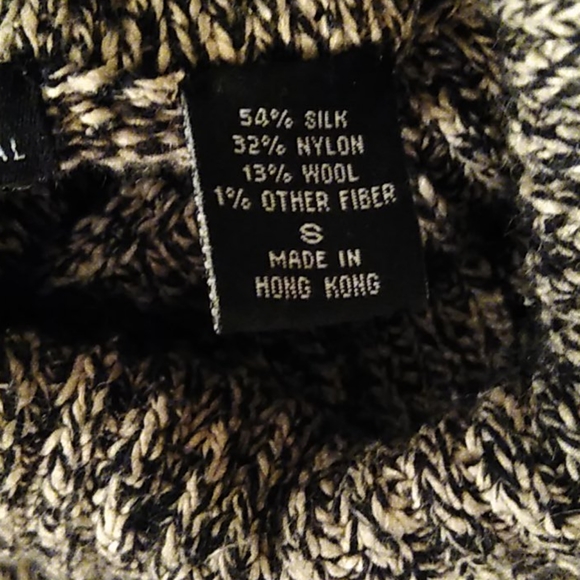 54% SILK
32% NYLON
13% WOOL
1% OTHER FIBER
S
MADE IN
HONG KONG